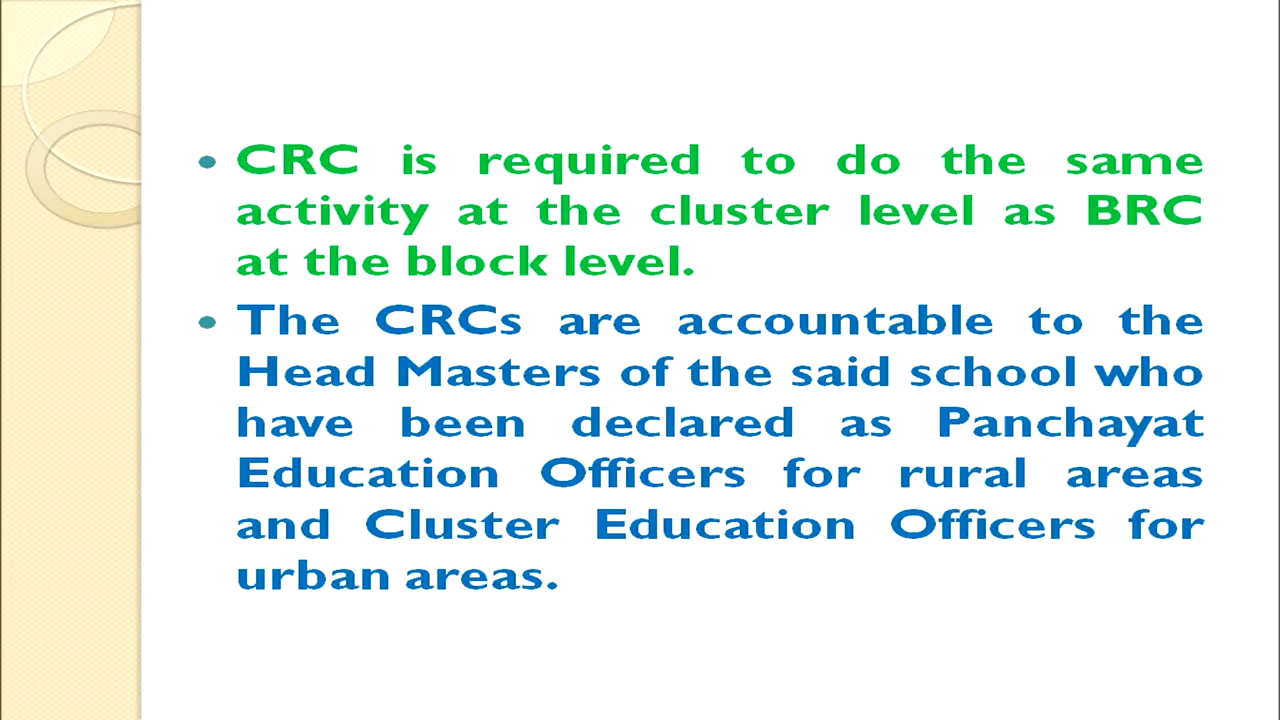 • CRC is required to do the same
activity at the cluster level as BRC
at the block level.
• The CRCs are accountable to the
Head Masters of the said school who
have been declared as Panchayat
Education Officers for rural areas
and Cluster Education Officers for
urban areas.